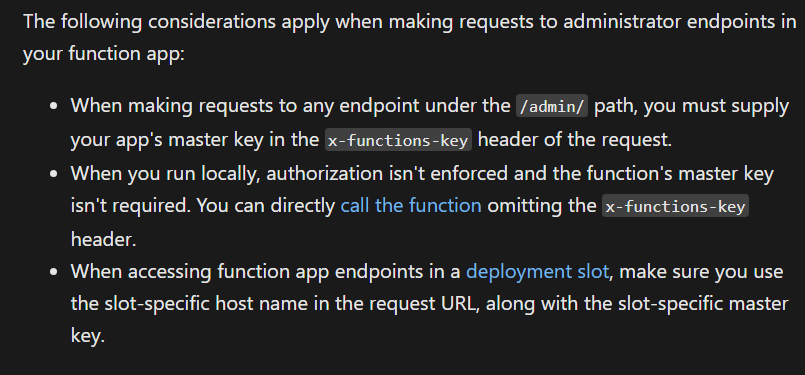 The following considerations apply when making requests to administrator endpoints in
your function app:
• When making requests to any endpoint under the /admin/ path, you must supply
your app's master key in the x-functions-key header of the request.
• When you run locally, authorization isn't enforced and the function's master key
isn't required. You can directly call the function omitting the x-functions-key
header.
• When accessing function app endpoints in a deployment slot, make sure you use
the slot-specific host name in the request URL, along with the slot-specific master
key.